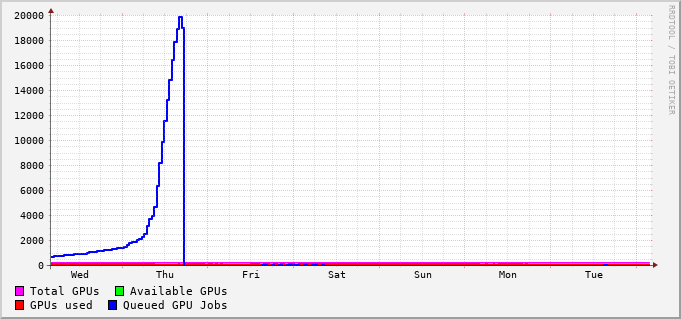 20000
18000
16000
14000
12000
10000
8000
6000
4000
2000
0
Wed Thu Fri Sat Sun Mon Tue
Total GPUs Available GPUs
GPUs used Queued GPU Jobs
RRDTOOL / TOBI OETIKER